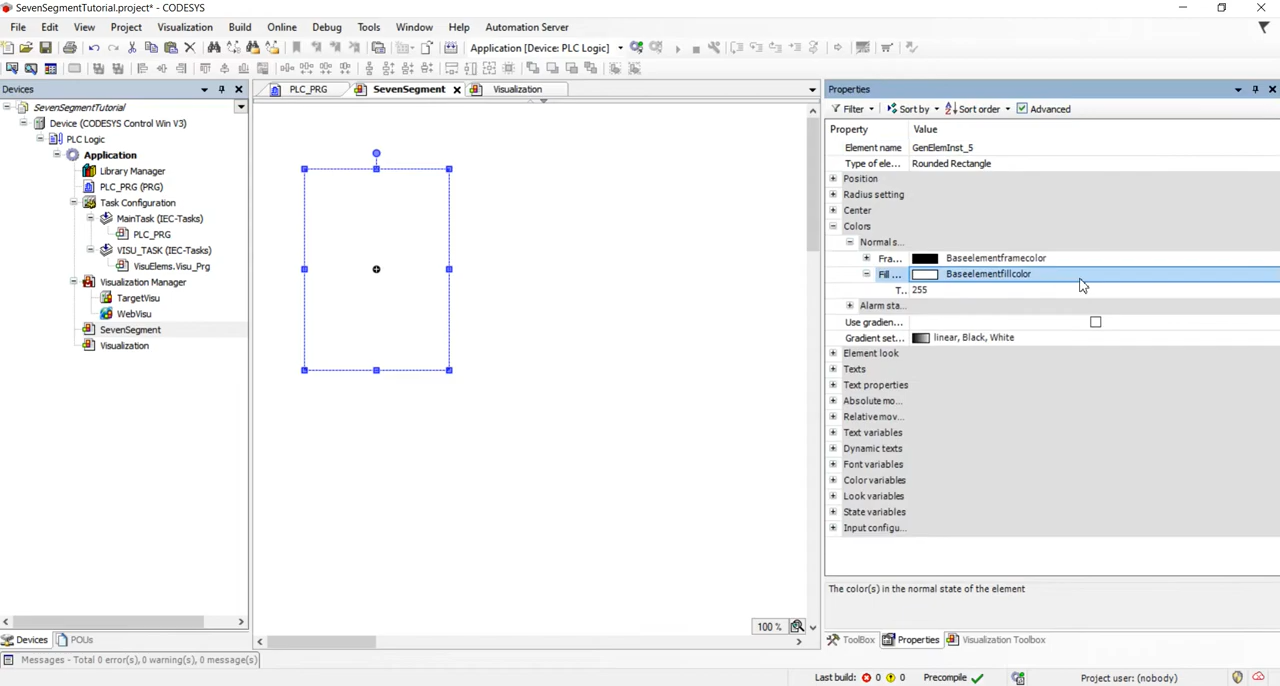 SevenSegmentTutorial.project* - CODESYS
File Edit View Project Visualization Build Online Debug Tools Window Help Automation Server
Application [Device: PLC Logic]
Devices
SevenSegmentTutorial
Device (CODESYS Control Win V3)
PLC Logic
Application
Library Manager
PLC_PRG (PRG)
Task Configuration
MainTask (IEC-Tasks)
PLC_PRG
VISU_TASK (IEC-Tasks)
VisuElems.Visu_Prg
Visualization Manager
TargetVisu
WebVisu
SevenSegment
Visualization
Devices POUs
PLC_PRG SevenSegment Visualization
100 %
Properties
Filter Sort by Sort order Advanced
Property Value
Element name GenElemInst_5
Type of ele... Rounded Rectangle
Position
Radius setting
Center
Colors
Normal s...
Fra... Baseelementframecolor
Fill ... Baseelementfillcolor
T.. 255
Alarm sta...
Use gradien...
Gradient set... linear, Black, White
Element look
Texts
Text properties
Absolute mo...
Relative mov...
Text variables
Dynamic texts
Font variables
Color variables
Look variables
State variables
Input configu...
The color(s) in the normal state of the element
ToolBox Properties Visualization Toolbox
Messages - Total 0 error(s), 0 warning(s), 0 message(s)
Last build: 0 0 Precompile Project user: (nobody)